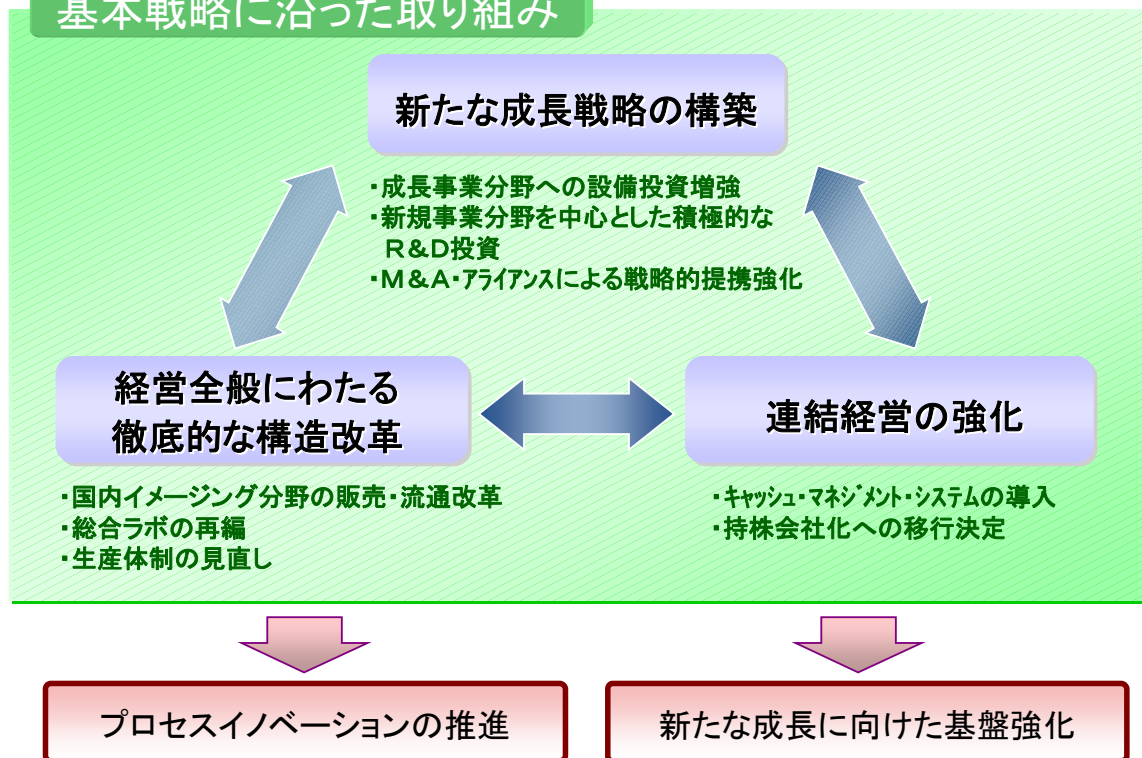 基本戦略に沿った取り組み
新たな成長戦略の構築
・成長事業分野への設備投資増強
・新規事業分野を中心とした積極的な
R&D投資
・M&A・アライアンスによる戦略的提携強化
経営全般にわたる
徹底的な構造改革
・国内イメージング分野の販売・流通改革
・総合ラボの再編
・生産体制の見直し
連結経営の強化
・キャッシュ・マネジメント・システムの導入
・持株会社化への移行決定
プロセスイノベーションの推進
新たな成長に向けた基盤強化